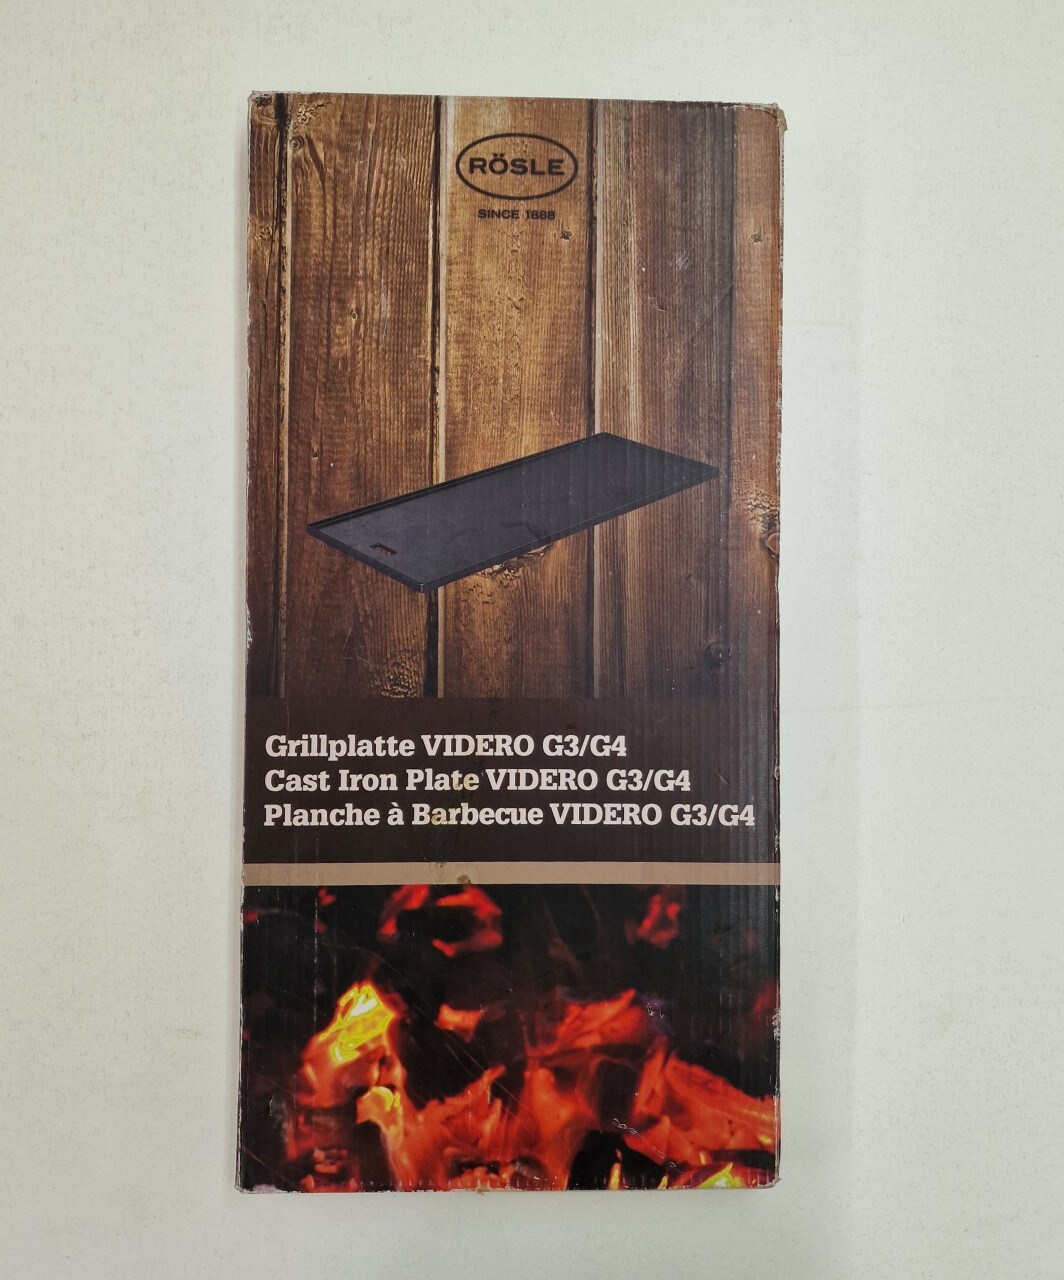 RÖSLE
SINCE 1888
Grillplatte VIDERO G3/G4
Cast Iron Plate VIDERO G3/G4
Planche à Barbecue VIDERO G3/G4